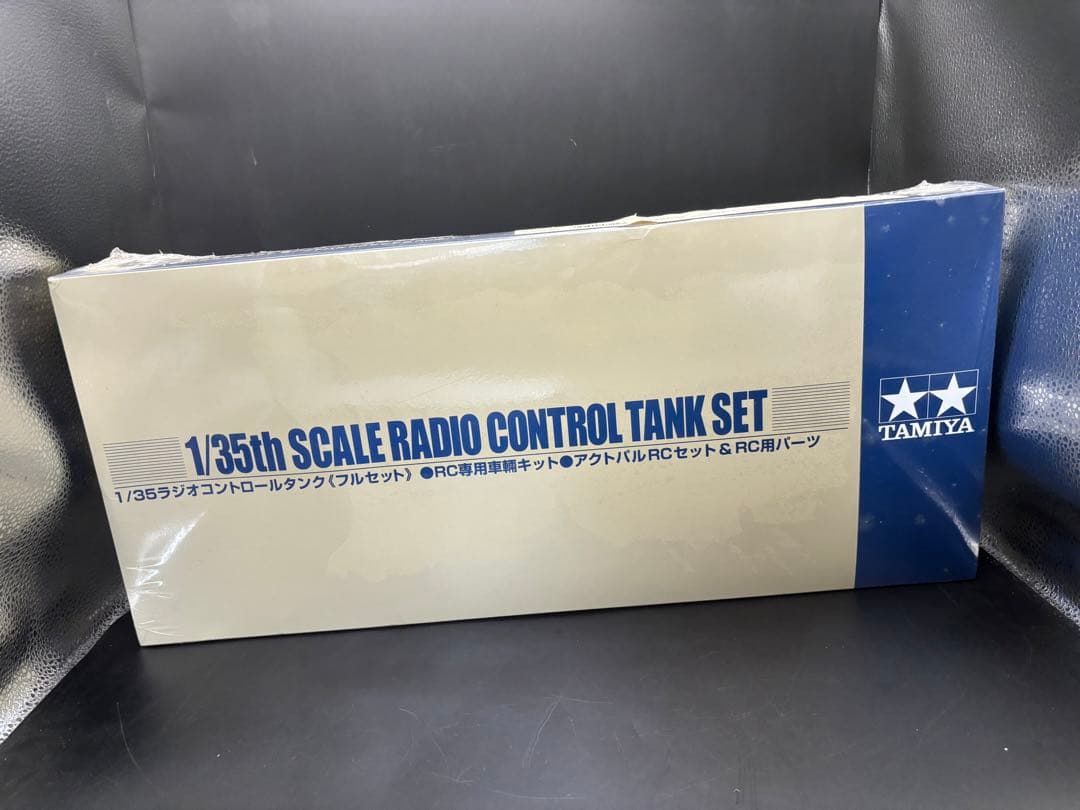 1/35th SCALE RADIO CONTROL TANK SET
1/35ラジオコントロールタンク《フルセット》 ●RC専用車輛キット●アクトパルRCセット&RC用パーツ
TAMIYA